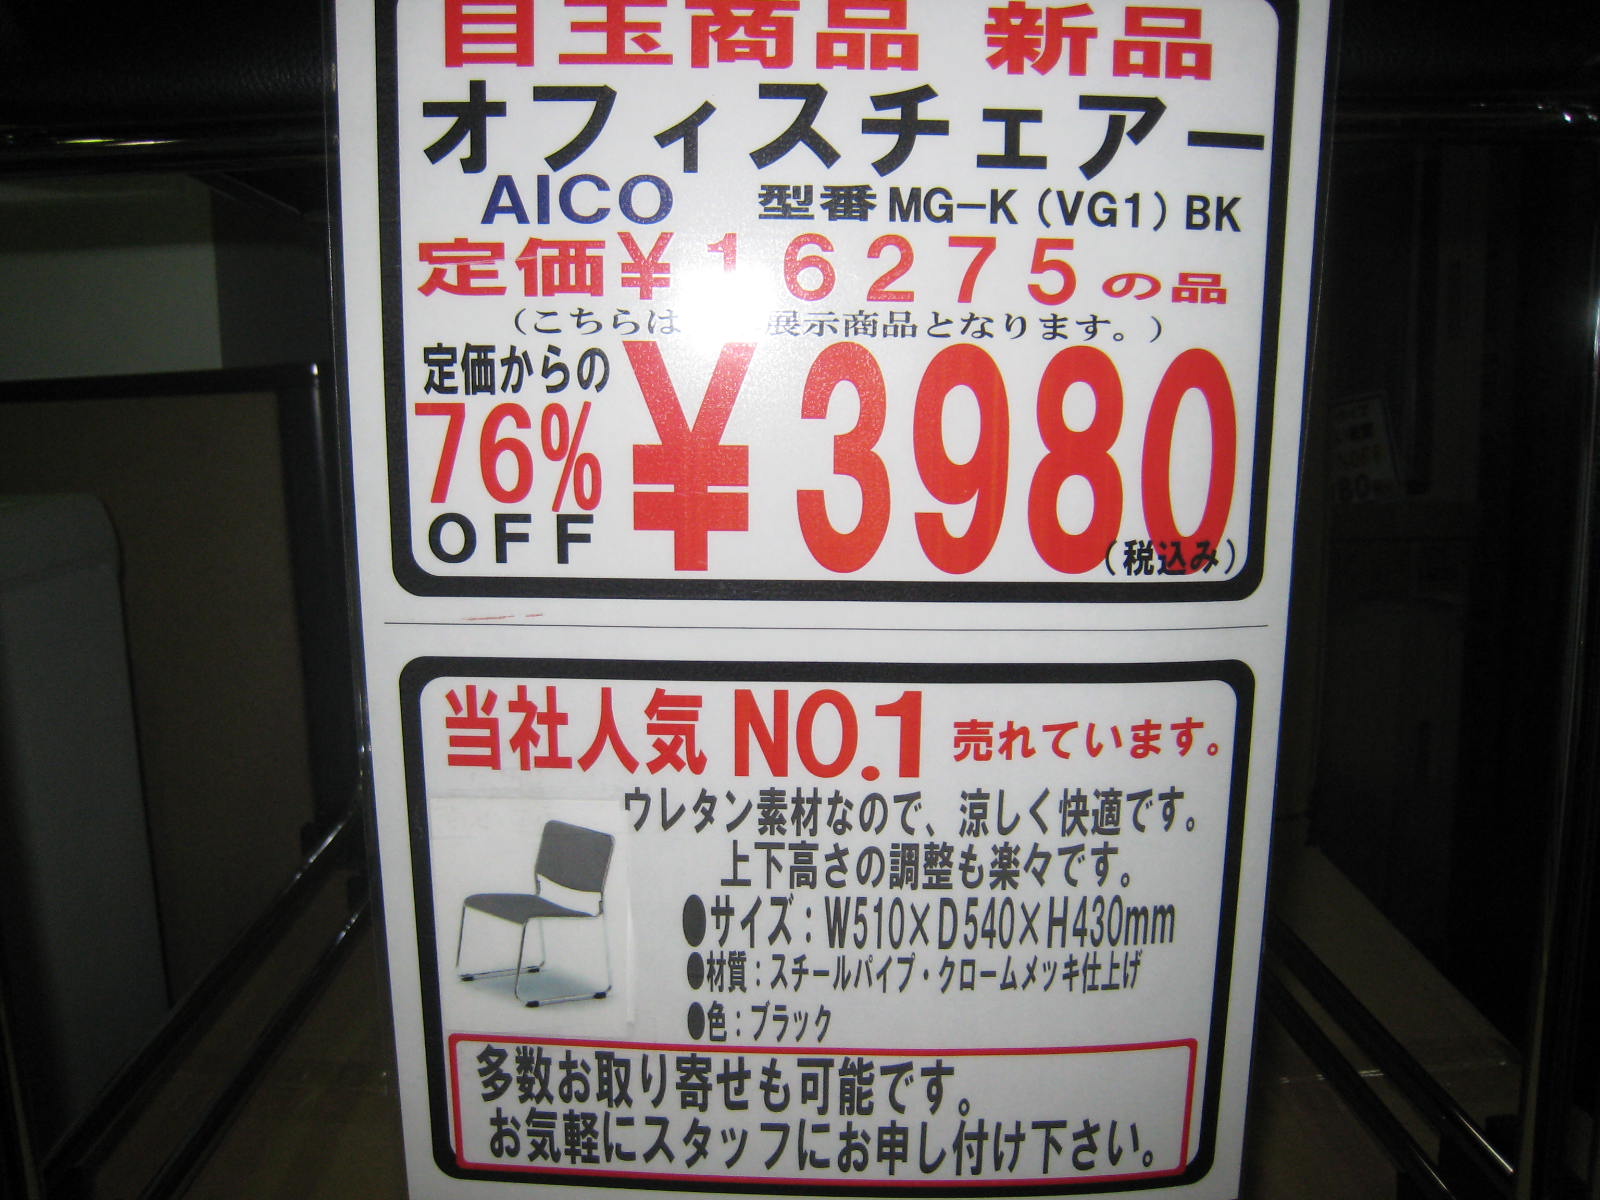 目玉商品 新品
オフィスチェアー
AICO 型番 MG-K（VG1）BK
定価¥16275の品
（こちらは 展示商品となります。）
定価からの
76%
OFF
¥3980
（税込み）
当社人気 NO.1 売れています。
ウレタン素材なので、涼しく快適です。
上下高さの調整も楽々です。
●サイズ：W510×D540×H430mm
●材質：スチールパイプ・クロームメッキ仕上げ
●色：ブラック
多数お取り寄せも可能です。
お気軽にスタッフにお申し付け下さい。